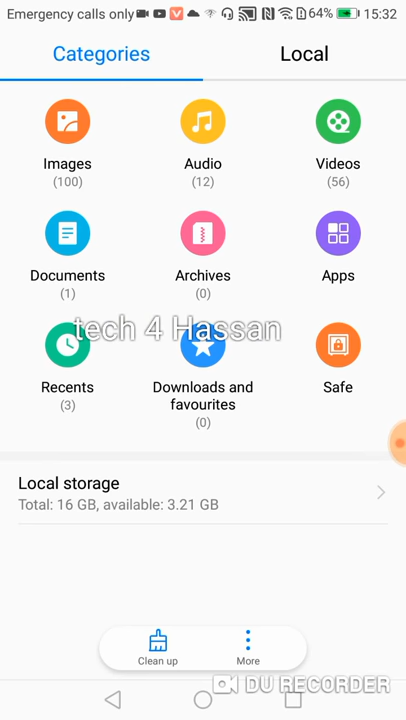 Emergency calls only 64% 15:32
Categories Local
Images Audio Videos
(100) (12) (56)
Documents Archives Apps
(1) (0)
tech 4 Hassan
Recents Downloads and favourites Safe
(3) (0)
Local storage
Total: 16 GB, available: 3.21 GB
Clean up More
DU RECORDER